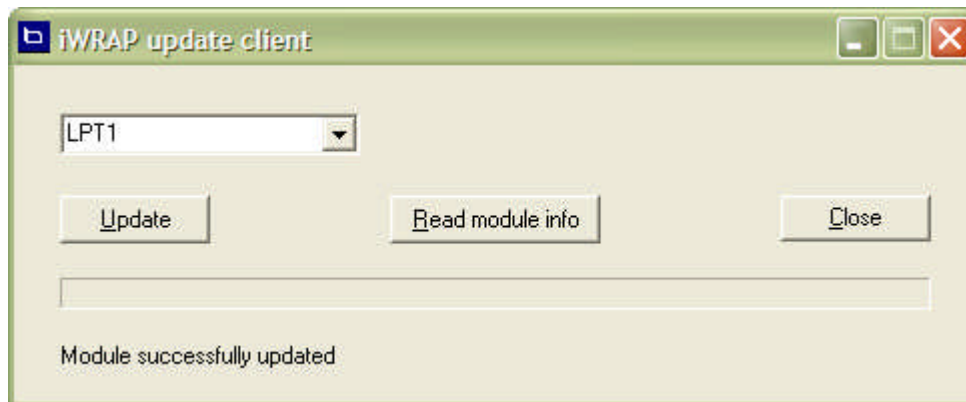 iWRAP update client
LPT1
Update Read module info Close
Module successfully updated